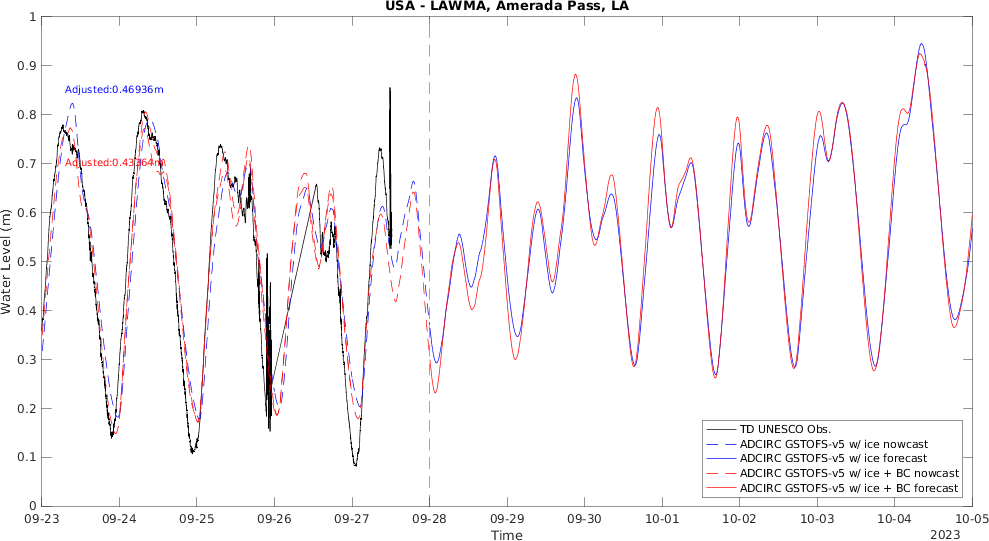 USA - LAWMA, Amerada Pass, LA
1
0.9
0.8
0.7
0.6
0.5
0.4
0.3
0.2
0.1
0
Water Level (m)
Adjusted:0.46936m
Adjusted:0.43364m
TD UNESCO Obs.
ADCIRC GSTOFS-v5 w/ ice nowcast
ADCIRC GSTOFS-v5 w/ ice forecast
ADCIRC GSTOFS-v5 w/ ice + BC nowcast
ADCIRC GSTOFS-v5 w/ ice + BC forecast
09-23 09-24 09-25 09-26 09-27 09-28 09-29 09-30 10-01 10-02 10-03 10-04 10-05
Time
2023